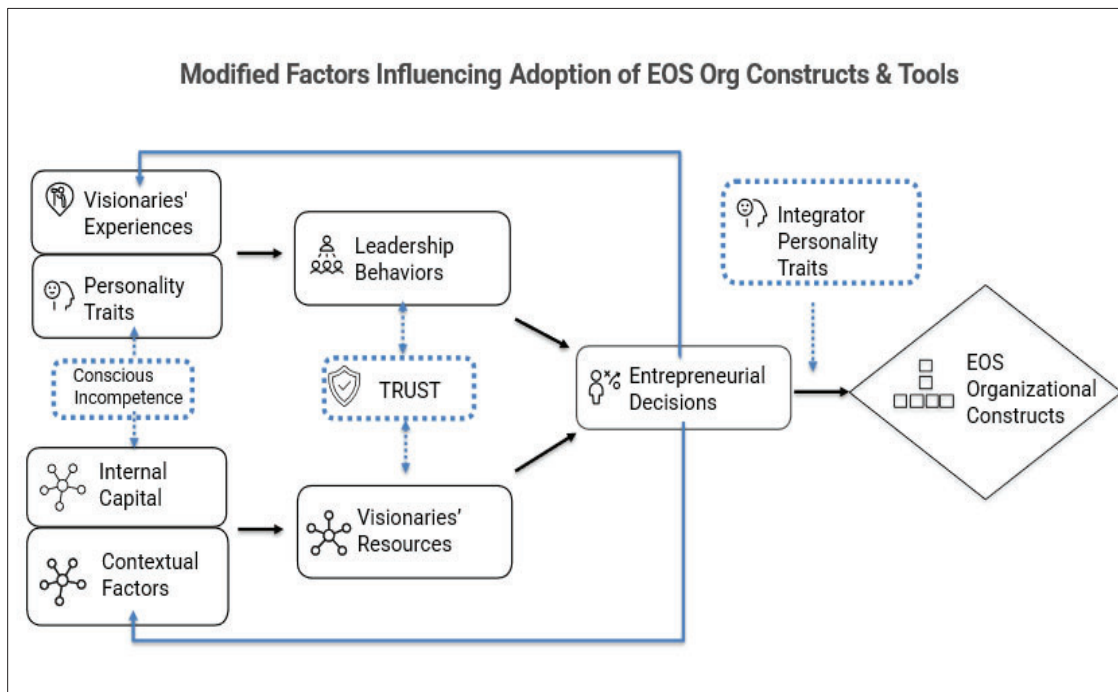 Modified Factors Influencing Adoption of EOS Org Constructs & Tools
Visionaries'
Experiences
Personality
Traits
Conscious
Incompetence
Internal
Capital
Contextual
Factors
Leadership
Behaviors
TRUST
Visionaries’
Resources
Entrepreneurial
Decisions
Integrator
Personality
Traits
EOS
Organizational
Constructs